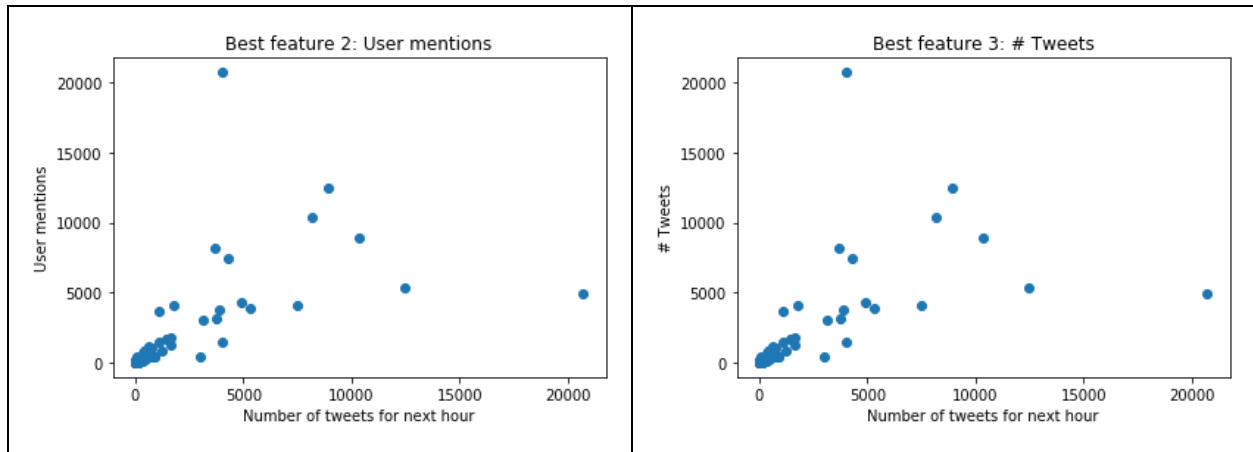 Best feature 2: User mentions
20000
15000
10000
5000
0
User mentions
0 5000 10000 15000 20000
Number of tweets for next hour
Best feature 3: # Tweets
20000
15000
10000
5000
0
# Tweets
0 5000 10000 15000 20000
Number of tweets for next hour